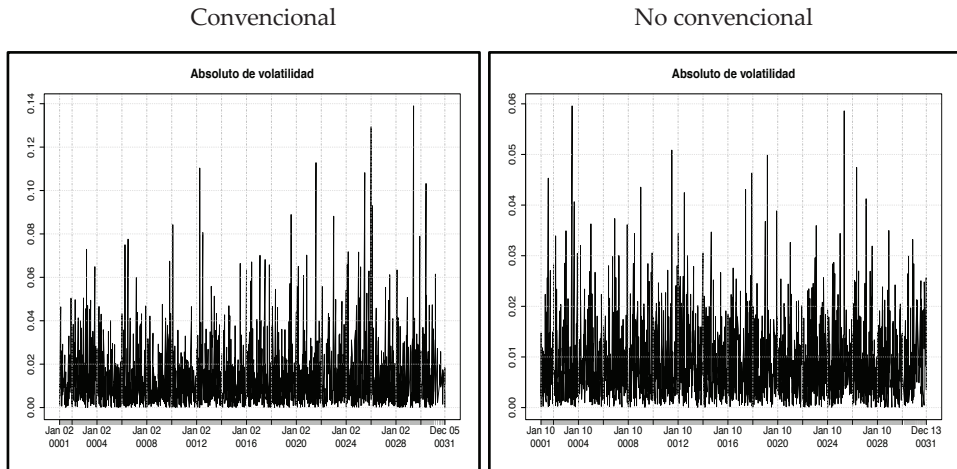 Convencional
No convencional
Absoluto de volatilidad
0.14
0.12
0.10
0.08
0.06
0.04
0.02
0.00
Jan 02 Jan 02 Jan 02 Jan 02 Jan 02 Jan 02 Jan 02 Jan 02 Dec 05
0001 0004 0008 0012 0016 0020 0024 0028 0031
Absoluto de volatilidad
0.06
0.05
0.04
0.03
0.02
0.01
0.00
Jan 10 Jan 10 Jan 10 Jan 10 Jan 10 Jan 10 Jan 10 Jan 10 Dec 13
0001 0004 0008 0012 0018 0020 0024 0028 0031